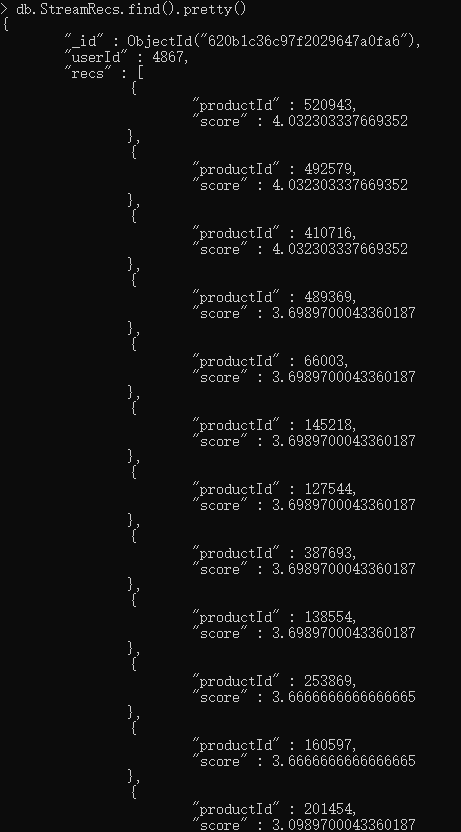 > db.StreamRecs.find().pretty()
{
"_id" : ObjectId("620b1c36c97f2029647a0fa6"),
"userId" : 4867,
"recs" : [
{
"productId" : 520943,
"score" : 4.032303337669352
},
{
"productId" : 492579,
"score" : 4.032303337669352
},
{
"productId" : 410716,
"score" : 4.032303337669352
},
{
"productId" : 489369,
"score" : 3.6989700043360187
},
{
"productId" : 66003,
"score" : 3.6989700043360187
},
{
"productId" : 145218,
"score" : 3.6989700043360187
},
{
"productId" : 127544,
"score" : 3.6989700043360187
},
{
"productId" : 387693,
"score" : 3.6989700043360187
},
{
"productId" : 138554,
"score" : 3.6989700043360187
},
{
"productId" : 253869,
"score" : 3.6666666666666665
},
{
"productId" : 160597,
"score" : 3.6666666666666665
},
{
"productId" : 201454,
"score" : 3.0989700043360187